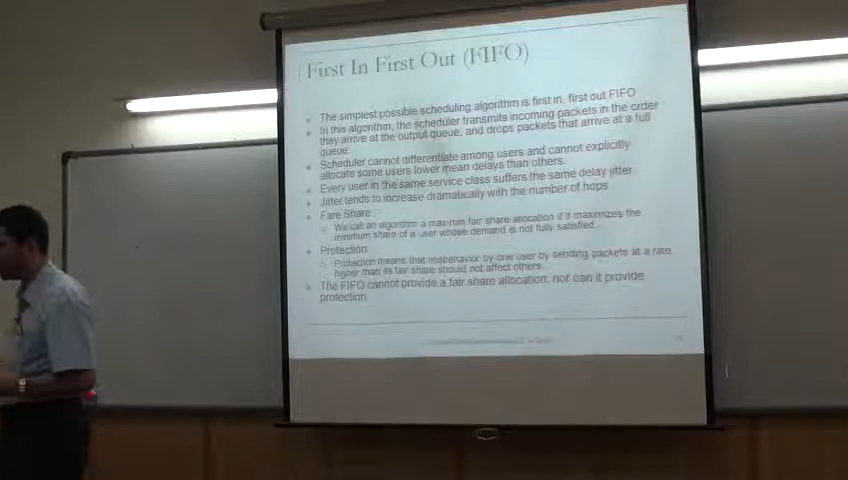 First In First Out (FIFO)
The simplest possible scheduling algorithm is first in, first out FIFO
In this algorithm, the scheduler transmits incoming packets in the order
they arrive at the output queue, and drops packets that arrive at a full
queue.
Scheduler cannot differentiate among users and cannot explicitly
allocate some users lower mean delays than others.
Every user in the same service class suffers the same delay jitter
Jitter tends to increase dramatically with the number of hops
Fare Share
We call an algorithm a max-min fair share allocation if it maximizes the
minimum share of a user whose demand is not fully satisfied.
Protection
Protection means that misbehavior by one user by sending packets at a rate
higher than its fair share should not affect others.
The FIFO cannot provide a fair share allocation; nor can it provide
protection